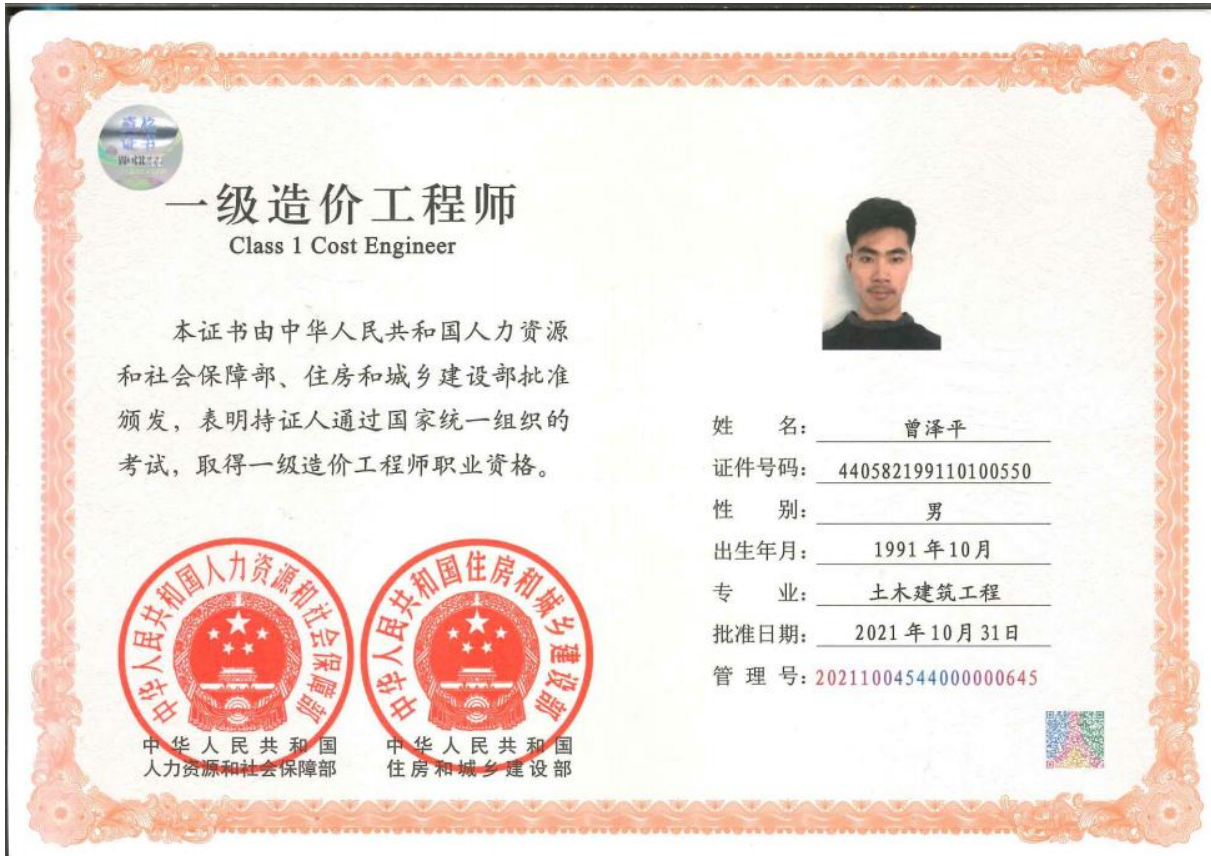 资格
证书
一级造价工程师
Class 1 Cost Engineer
本证书由中华人民共和国人力资源
和社会保障部、住房和城乡建设部批准
颁发，表明持证人通过国家统一组织的
考试，取得一级造价工程师职业资格。
中华人民共和国人力资源和社会保障部
中华人民共和国住房和城乡建设部
中华人民共和国
人力资源和社会保障部
中华人民共和国
住房和城乡建设部
姓 名：曾泽平
证件号码：440582199110100550
性 别：男
出生年月：1991年10月
专 业：土木建筑工程
批准日期：2021年10月31日
管 理 号：20211004544000000645